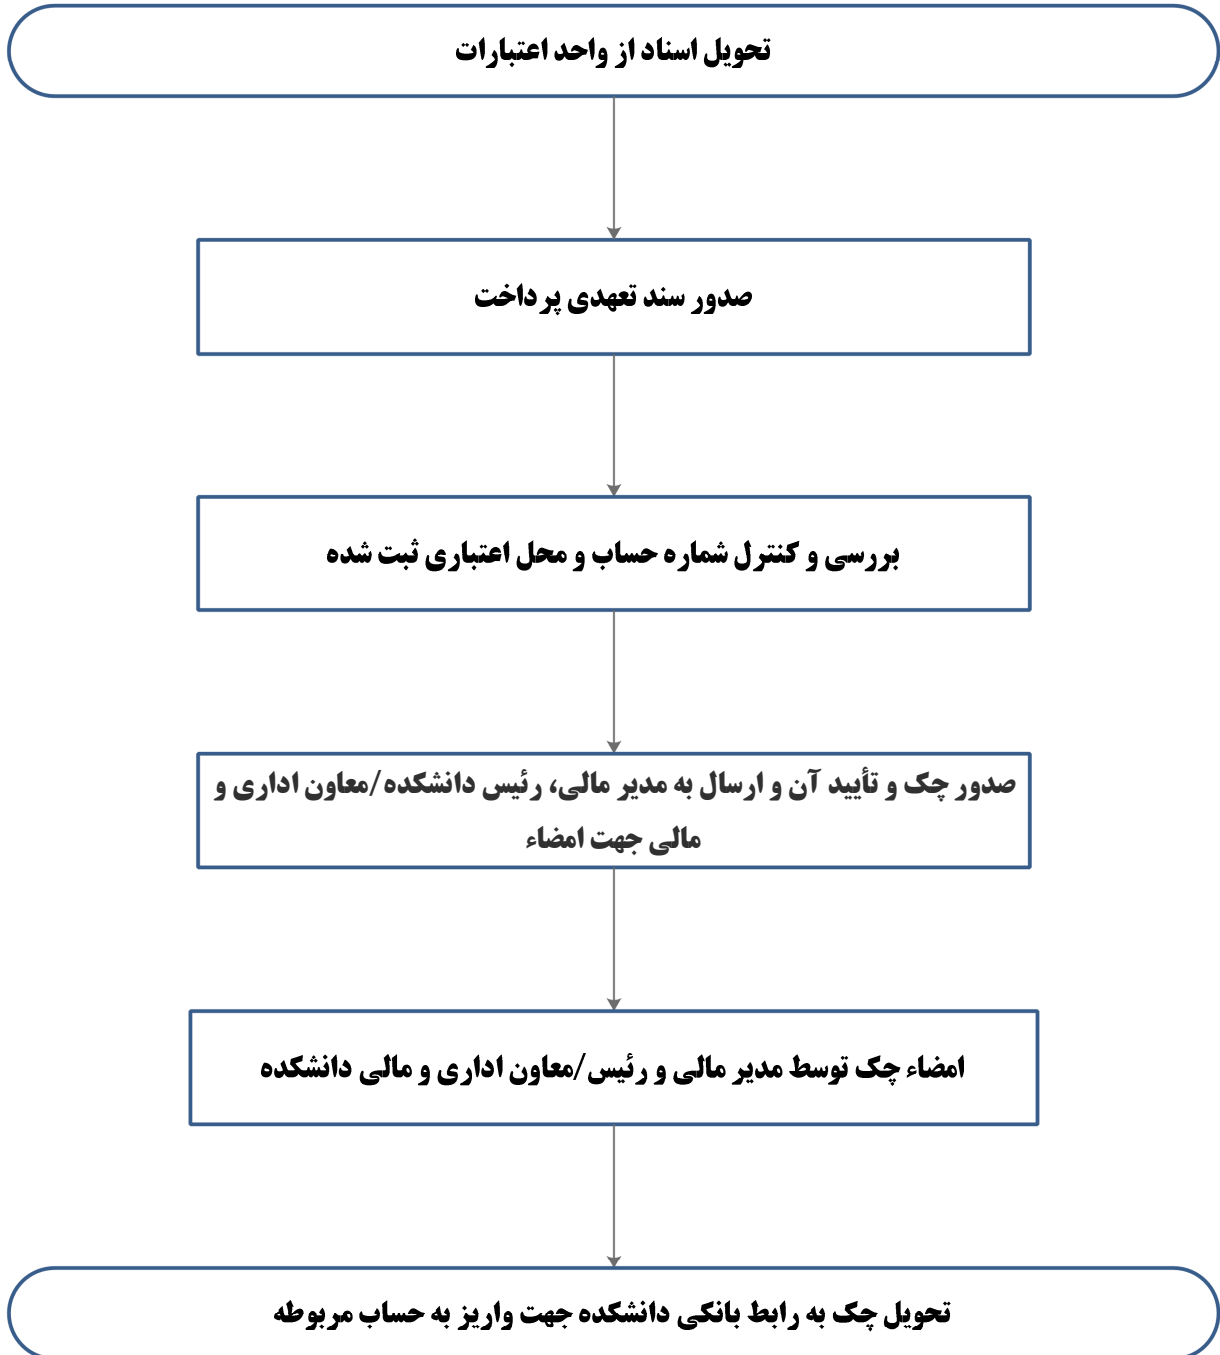 تحویل اسناد از واحد اعتبارات
صدور سند تعهدی پرداخت
بررسی و کنترل شماره حساب و محل اعتباری ثبت شده
صدور چک و تأیید آن و ارسال به مدیر مالی، رئیس دانشکده/معاون اداری و
مالی جهت امضاء
امضاء چک توسط مدیر مالی و رئیس/معاون اداری و مالی دانشکده
تحویل چک به رابط بانکی دانشکده جهت واریز به حساب مربوطه